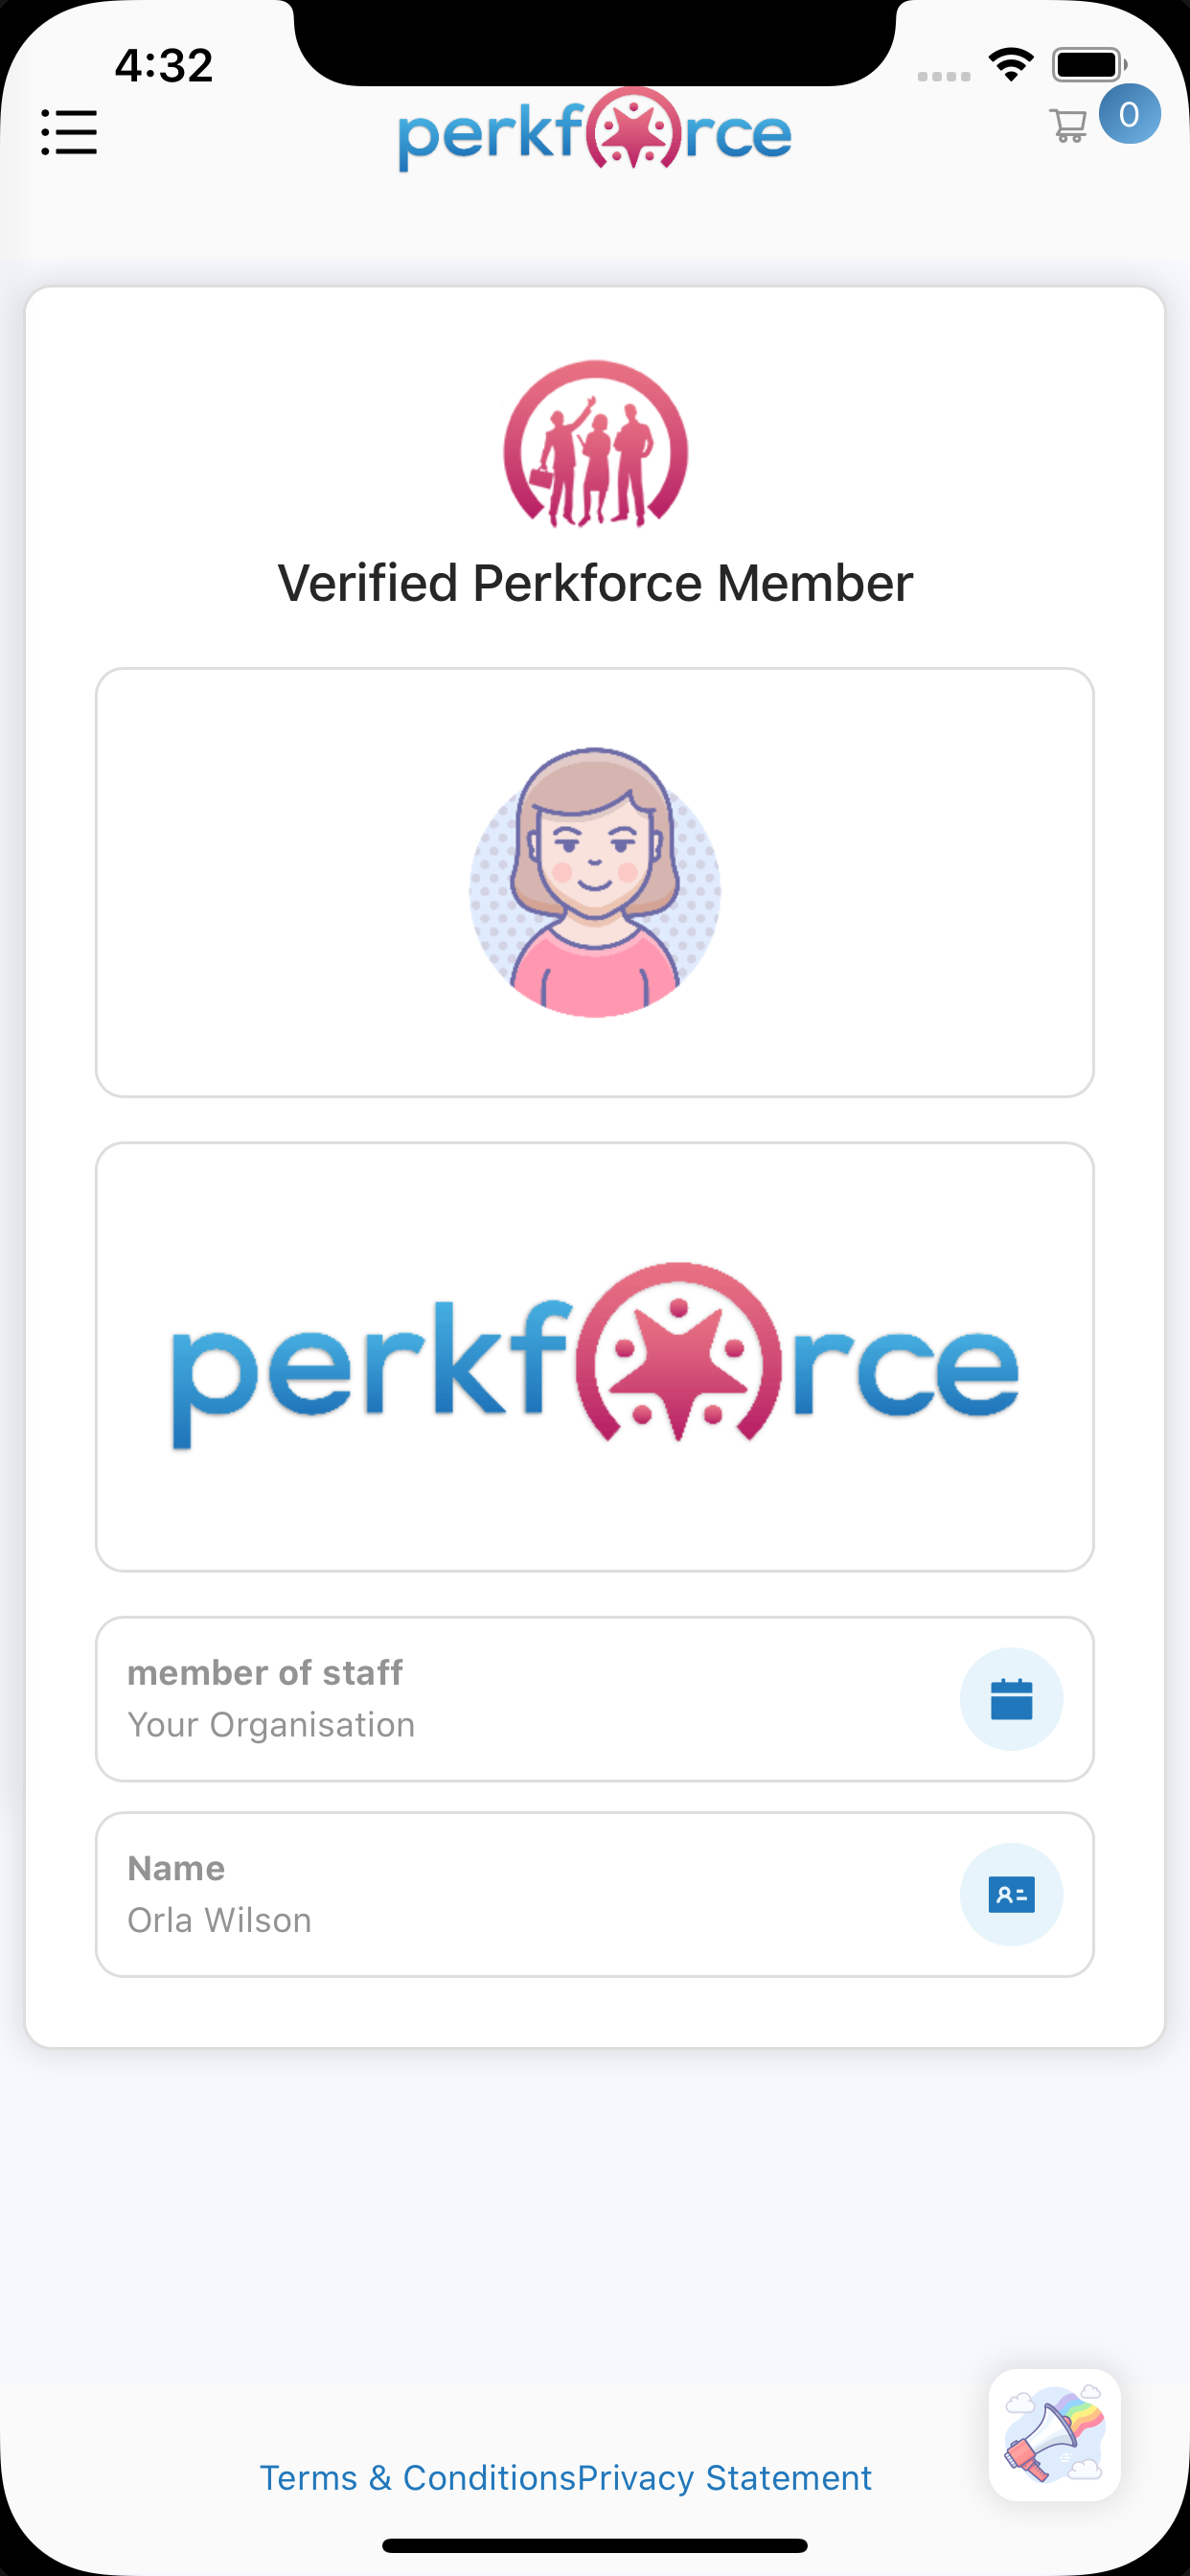 4:32
perkforce
0
Verified Perkforce Member
perkforce
member of staff
Your Organisation
Name
Orla Wilson
Terms & ConditionsPrivacy Statement